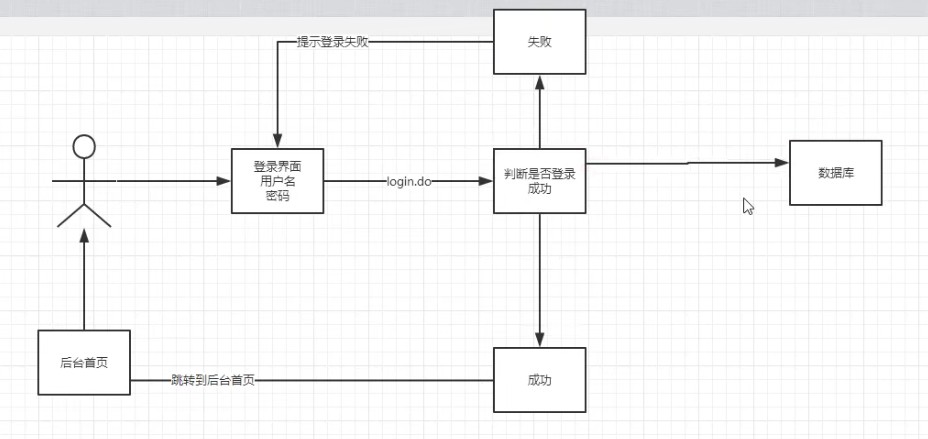 失败
提示登录失败
登录界面
用户名
密码
login.do
判断是否登录
成功
数据库
后台首页
跳转到后台首页
成功